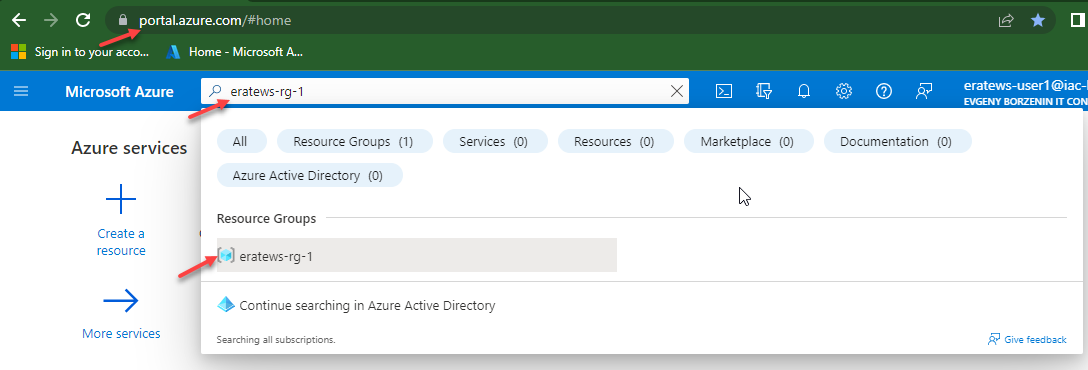 portal.azure.com/#home
Sign in to your acco...
Home - Microsoft A...
Microsoft Azure
eratews-rg-1
eratews-user1@iac-
EVGENY BORZENIN IT CON
Azure services
All
Resource Groups (1)
Services (0)
Resources (0)
Marketplace (0)
Documentation (0)
Azure Active Directory (0)
Resource Groups
eratews-rg-1
Create a
resource
Continue searching in Azure Active Directory
More services
Searching all subscriptions.
Give feedback